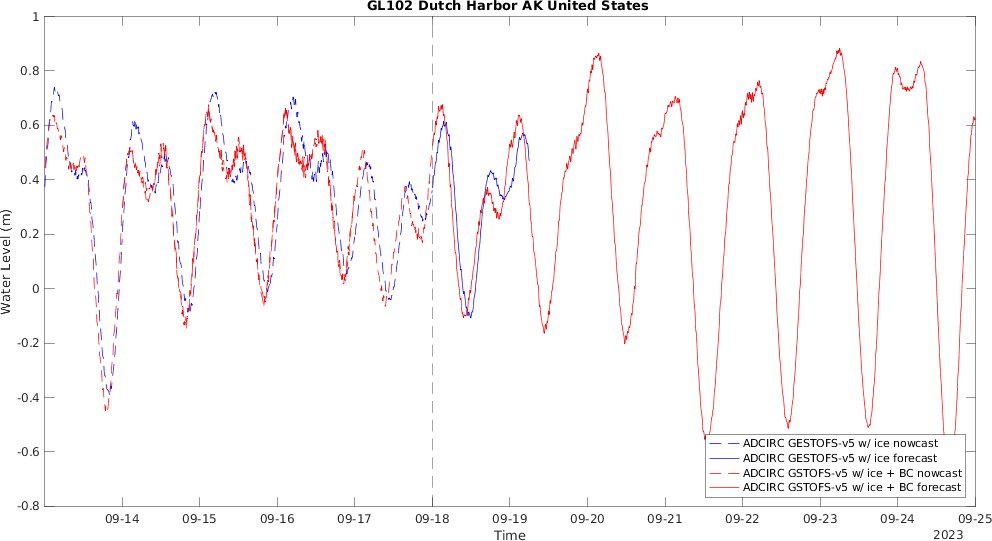 GL102 Dutch Harbor AK United States
1
0.8
0.6
0.4
0.2
0
-0.2
-0.4
-0.6
-0.8
Water Level (m)
ADCIRC GESTOFS-v5 w/ ice nowcast
ADCIRC GESTOFS-v5 w/ ice forecast
ADCIRC GSTOFS-v5 w/ ice + BC nowcast
ADCIRC GSTOFS-v5 w/ ice + BC forecast
09-14 09-15 09-16 09-17 09-18 09-19 09-20 09-21 09-22 09-23 09-24 09-25
Time
2023